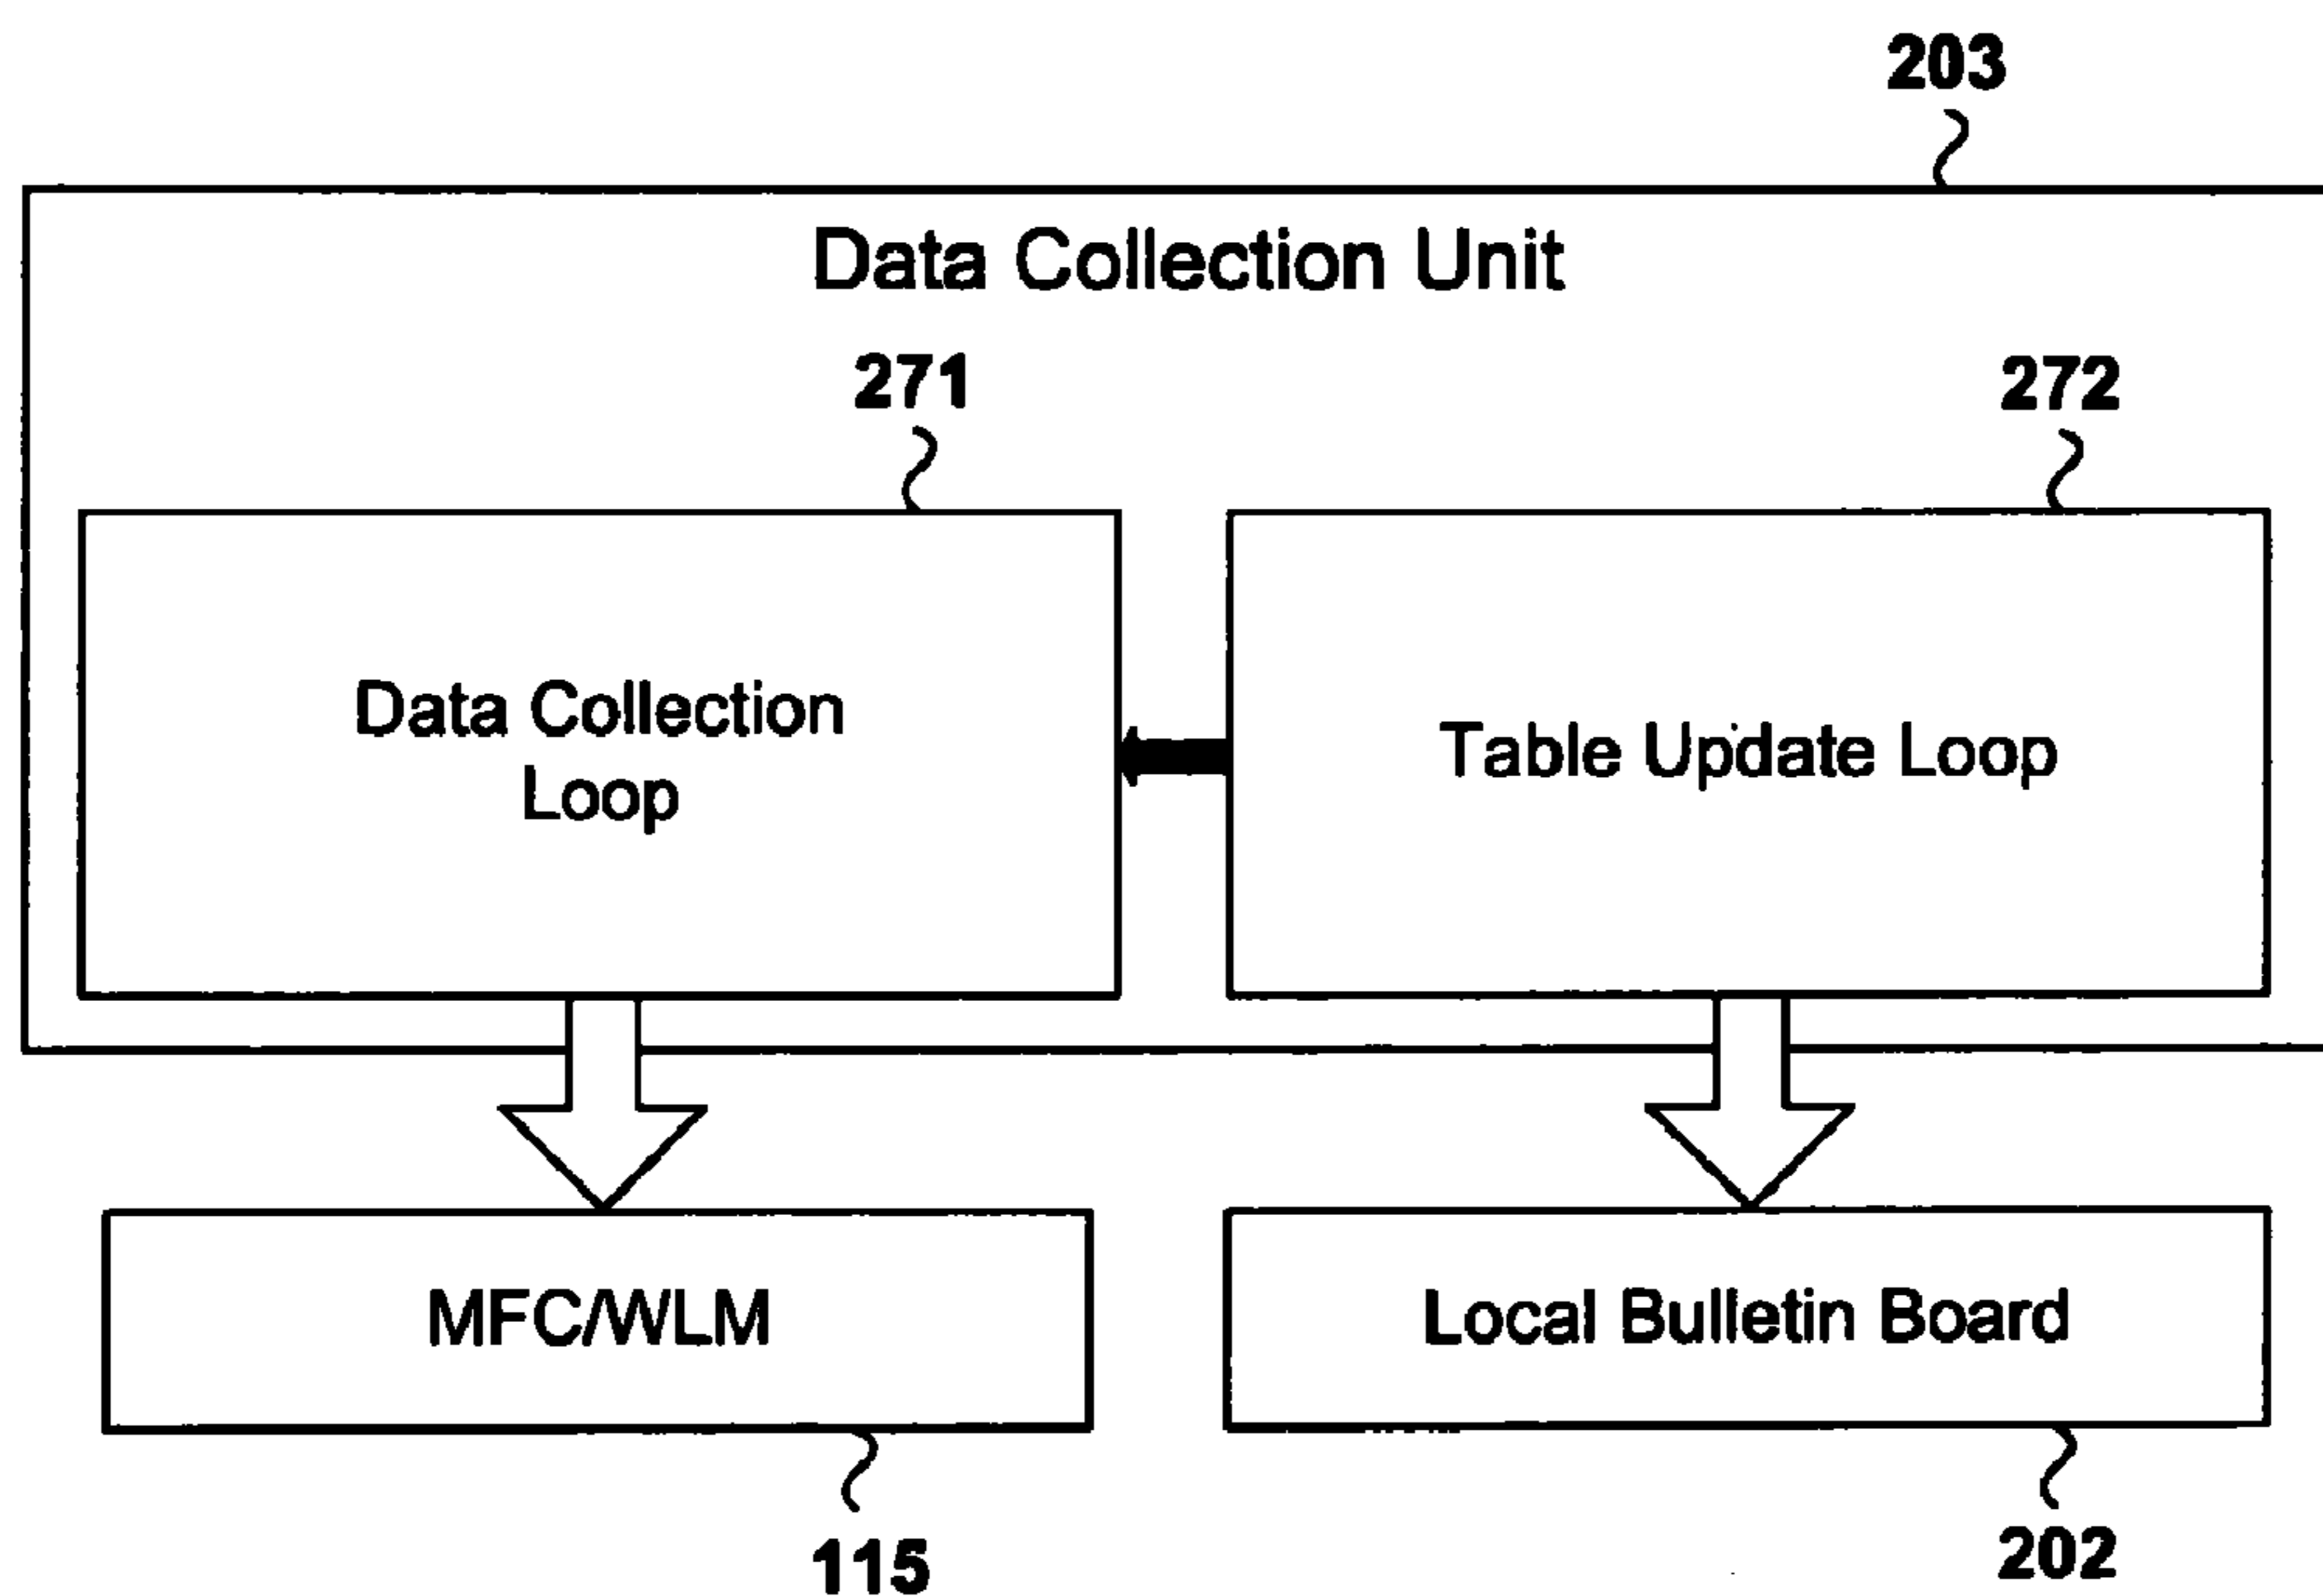 203
Data Collection Unit
271
272
Data Collection
Loop
Table Update Loop
MFC/WLM
Local Bulletin Board
115
202